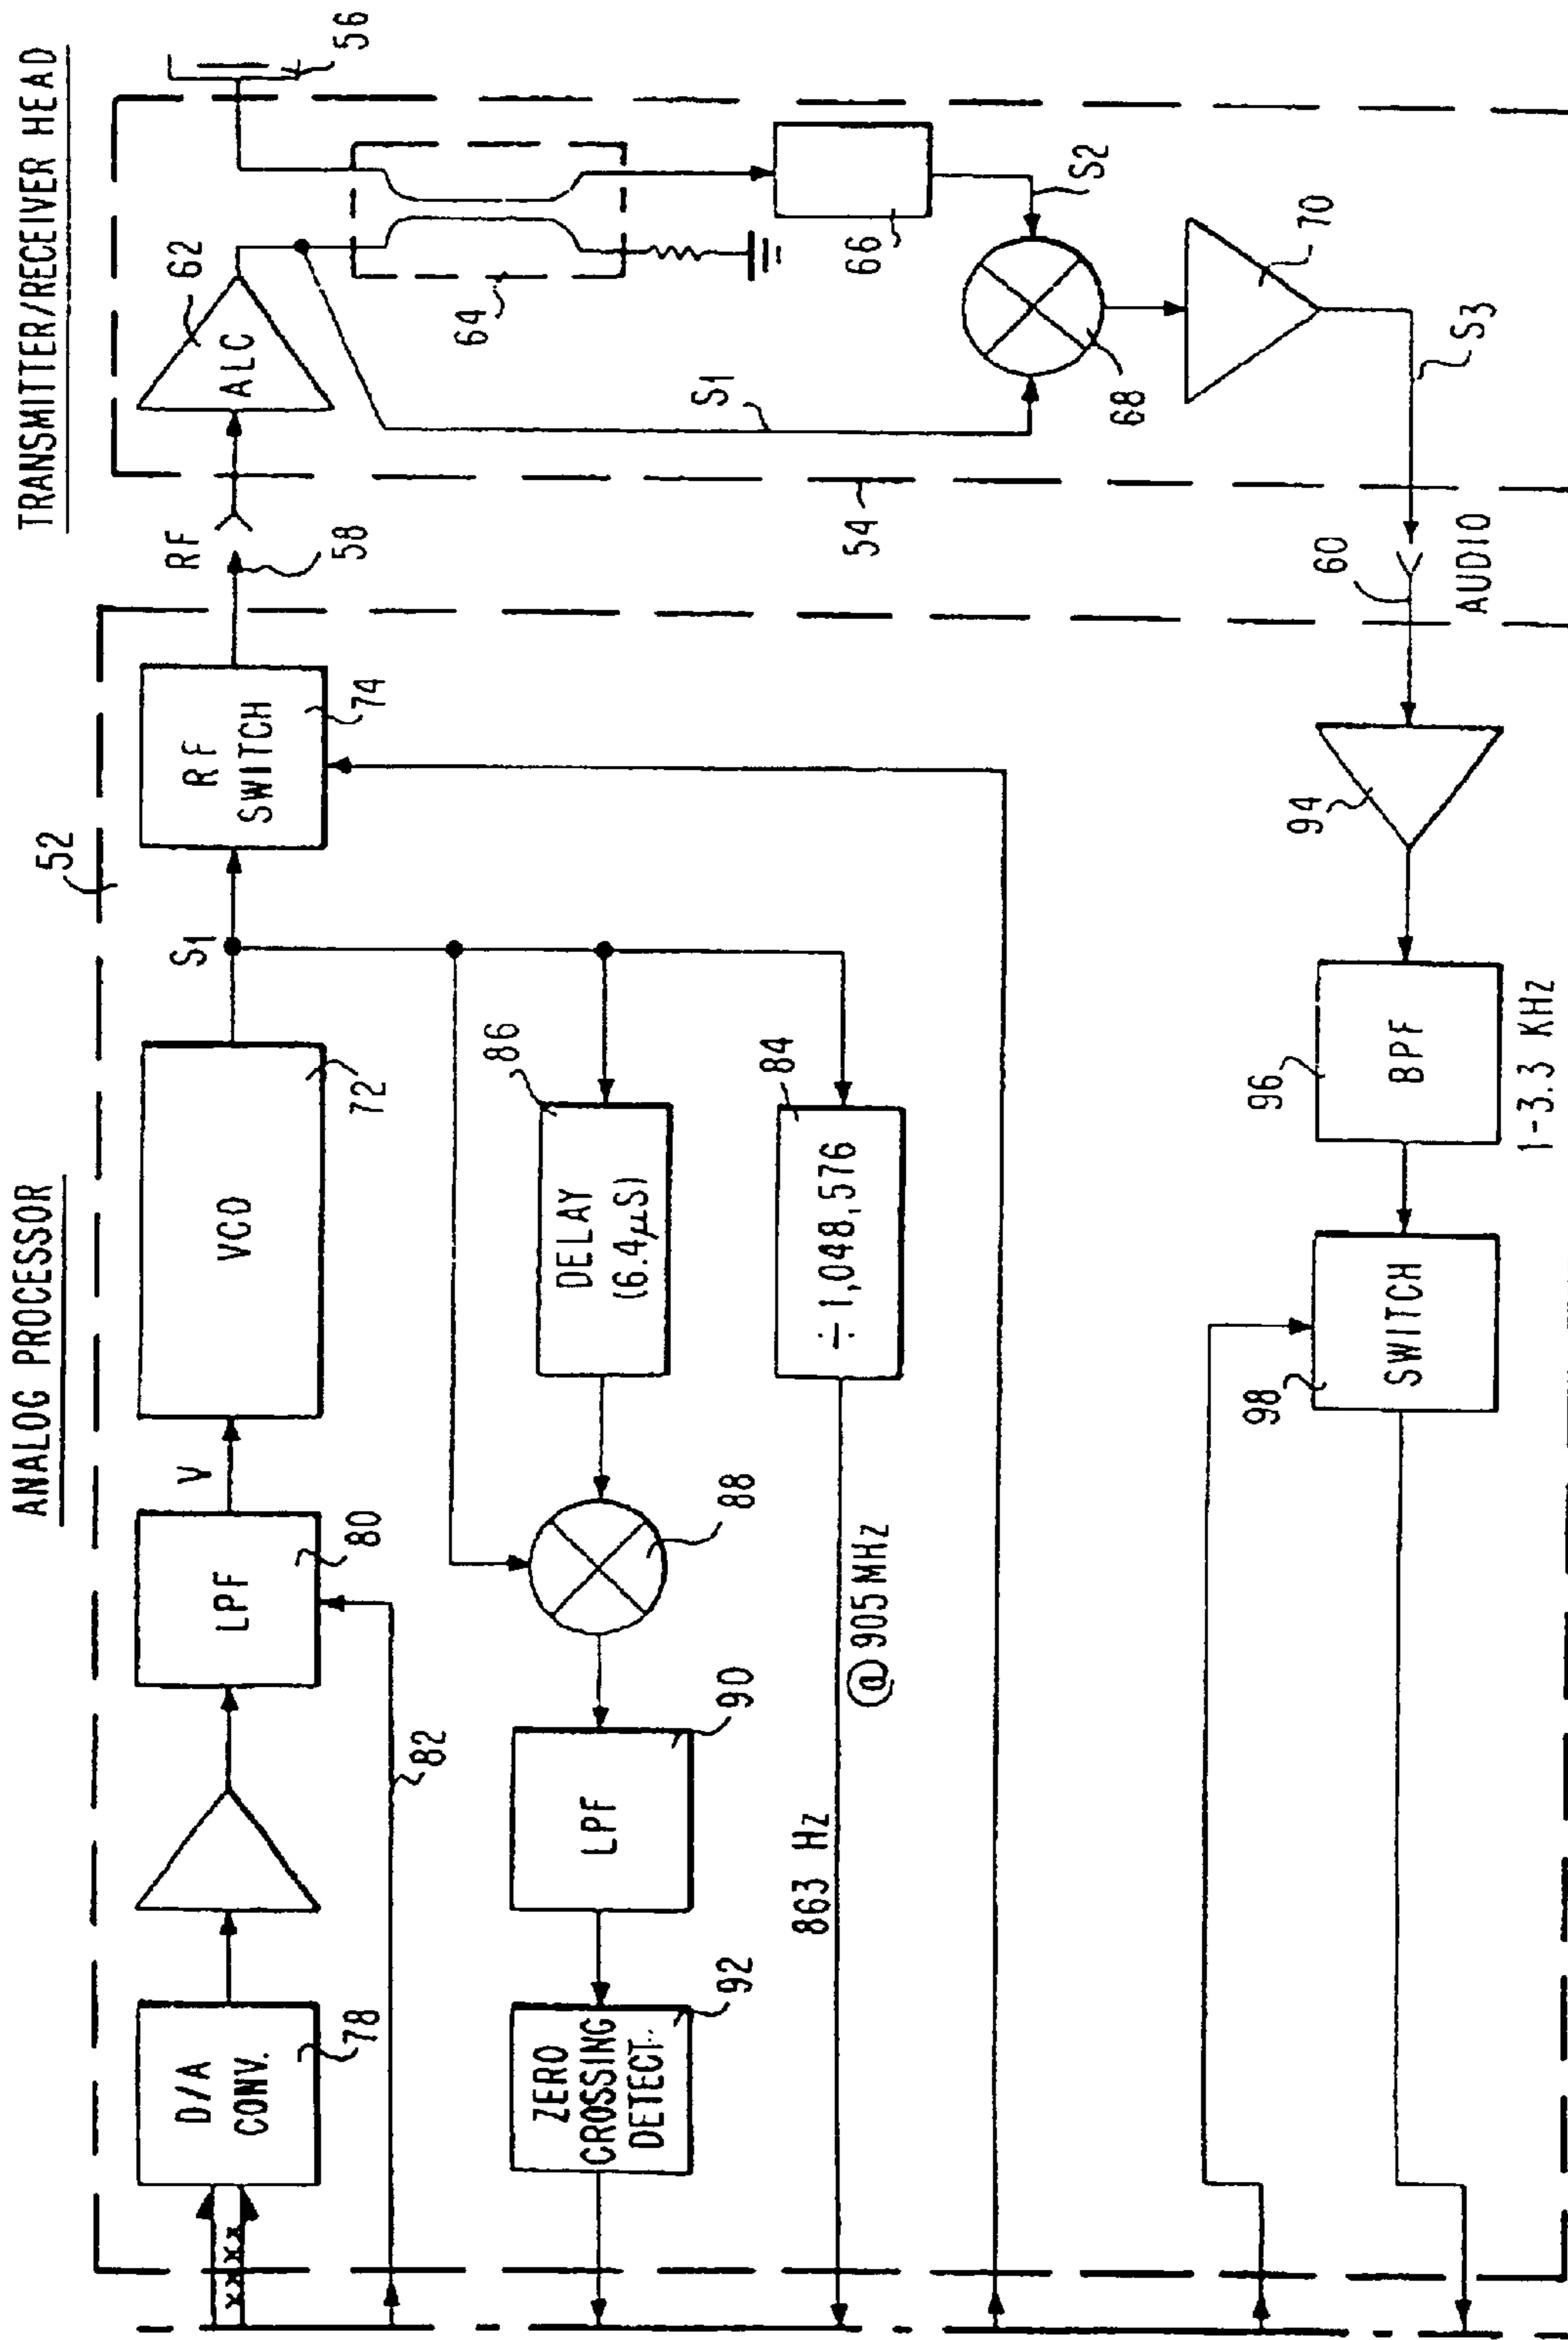 ANALOG PROCESSOR
TRANSMITTER/RECEIVER HEAD
52
D/A
CONV.
78
LPF
80
V
VCO
72
S1
RF
SWITCH
74
RF
58
ALC
62
56
82
64
ZERO
CROSSING
DETECT.
92
LPF
90
88
DELAY
(6.4µS)
86
÷1,048,576
84
863 Hz
@905MHz
54
S1
66
S2
68
70
S3
60
AUDIO
94
BPF
96
1-3.3 KHz
SWITCH
98